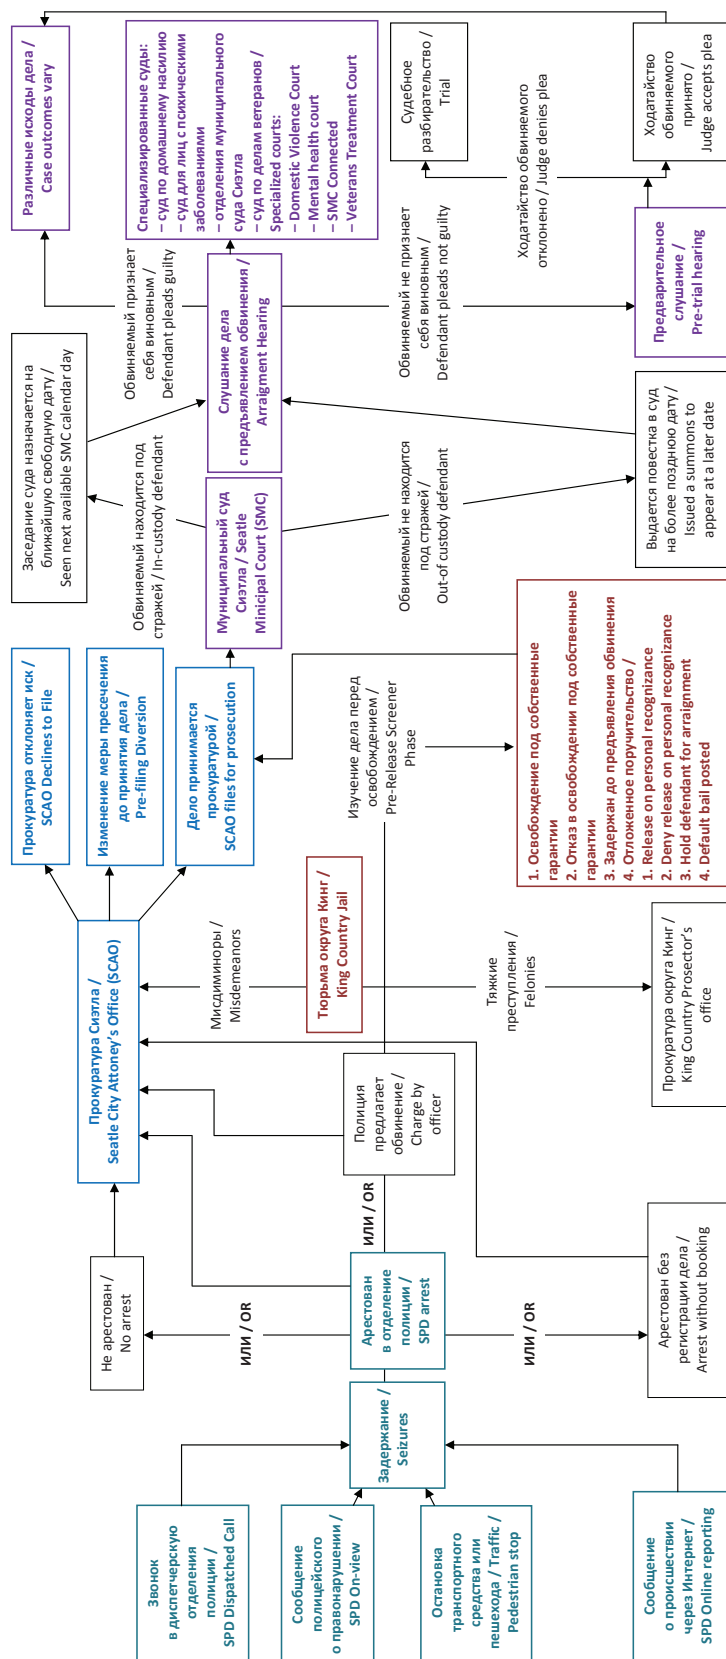 Звонок
в диспетчерскую
отделения
полиции /
SPD Dispatched Call
Сообщение
полицейского
о правонарушении /
SPD On-view
Остановка
транспортного
средства или
пешехода / Traffic /
Pedestrian stop
Сообщение
о происшествии
через Интернет /
SPD Online reporting
Задержание /
Seizures
Не арестован /
No arrest
ИЛИ / OR
Арестован
в отделение
полиции /
SPD arrest
ИЛИ / OR
ИЛИ / OR
Арестован без
регистрации дела /
Arrest without booking
Полиция
предлагает
обвинение /
Charge by
officer
Прокуратура Сиэтла /
Seatle City Attoney’s Office (SCAO)
Мисдиминоры /
Misdemeanors
Тюрьма округа Кинг /
King Country Jail
Тяжкие
преступления /
Felonies
Прокуратура округа Кинг /
King Country Prosector’s
office
Прокуратура отклоняет иск /
SCAO Declines to File
Изменение меры пресечения
до принятия дела /
Pre-filing Diversion
Дело принимается
прокуратурой /
SCAO files for prosecution
Изучение дела перед
освобождением /
Pre-Release Screener
Phase
1. Освобождение под собственные
гарантии
2. Отказ в освобождении под собственные
гарантии
3. Задержан до предъявления обвинения
4. Отложенное поручительство /
1. Release on personal recognizance
2. Deny release on personal recognizance
3. Hold defendant for arraignment
4. Default bail posted
Заседание суда назначается на
ближайшую свободную дату /
Seen next available SMC calendar day
Обвиняемый находится под
стражей / In-custody defendant
Муниципальный суд
Сиэтла / Seatle
Minicipal Court (SMC)
Обвиняемый не находится
под стражей /
Out-of custody defendant
Выдается повестка в суд
на более позднюю дату /
Issued a summons to
appear at a later date
Слушание дела
с предъявлением обвинения /
Arraigment Hearing
Обвиняемый признает
себя виновным /
Defendant pleads guilty
Обвиняемый не признает
себя виновным /
Defendant pleads not guilty
Различные исходы дела /
Case outcomes vary
Специализированные суды:
– суд по домашнему насилию
– суд для лиц с психическими
заболеваниями
– отделения муниципального
суда Сиэтла
– суд по делам ветеранов /
Specialized courts:
– Domestic Violence Court
– Mental health court
– SMC Connected
– Veterans Treatment Court
Предварительное
слушание /
Pre-trial hearing
Судебное
разбирательство /
Trial
Ходатайство обвиняемого
отклонено / Judge denies plea
Ходатайство
обвиняемого
принято /
Judge accepts plea